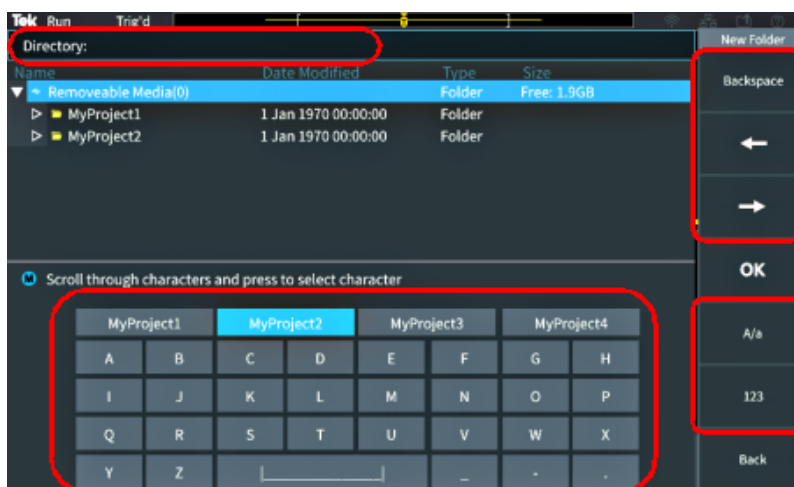 Tek Run Trig'd
New Folder
Directory:
Name Date Modified Type Size
Removeable Media(0) Folder Free: 1.9GB
MyProject1 1 Jan 1970 00:00:00 Folder
MyProject2 1 Jan 1970 00:00:00 Folder
Backspace
OK
A/a
123
Back
M Scroll through characters and press to select character
MyProject1 MyProject2 MyProject3 MyProject4
A B C D E F G H
I J K L M N O P
Q R S T U V W X
Y Z _ - .